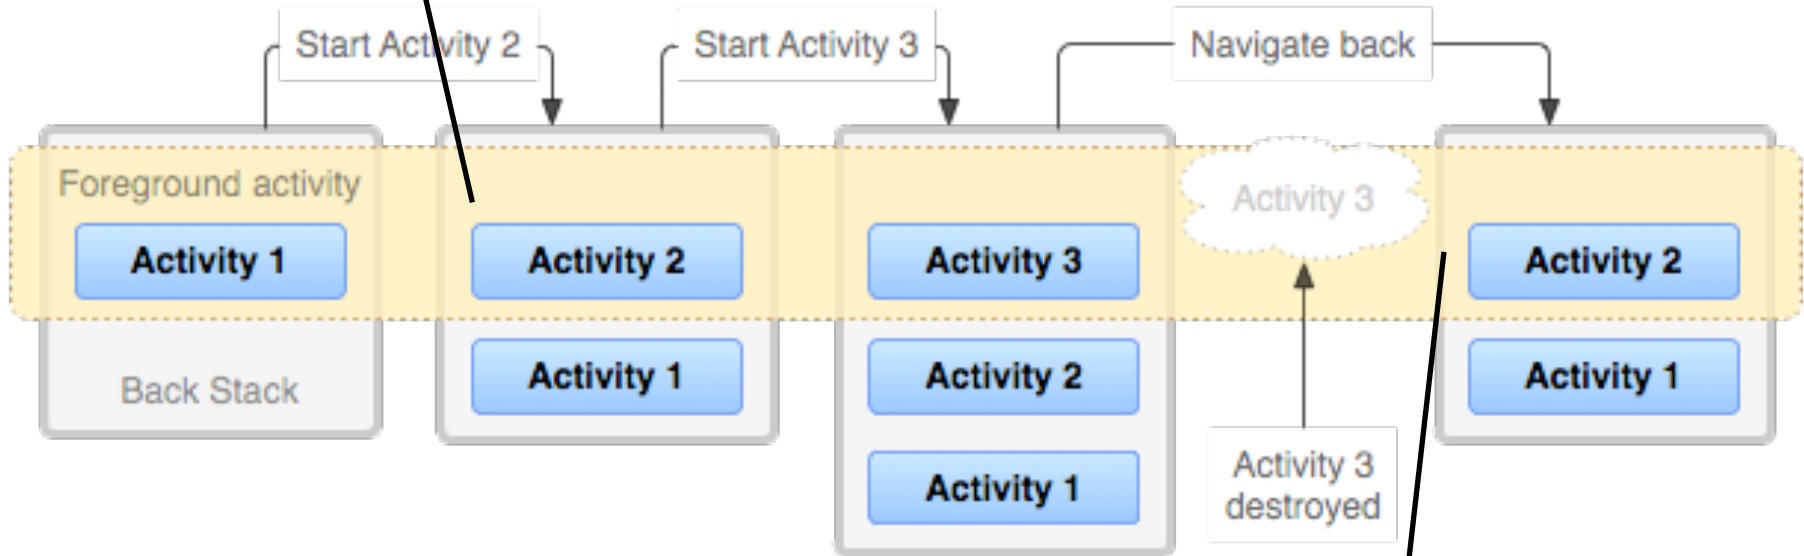 Start Activity 2
Start Activity 3
Navigate back
Foreground activity
Activity 1
Back Stack
Activity 2
Activity 1
Activity 3
Activity 2
Activity 1
Activity 3
Activity 3
destroyed
Activity 2
Activity 1